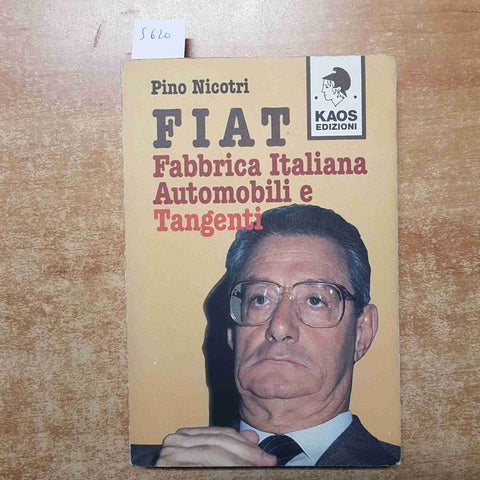 S620
Pino Nicotri
KAOS
EDIZIONI
FIAT
Fabbrica Italiana
Automobili e
Tangenti